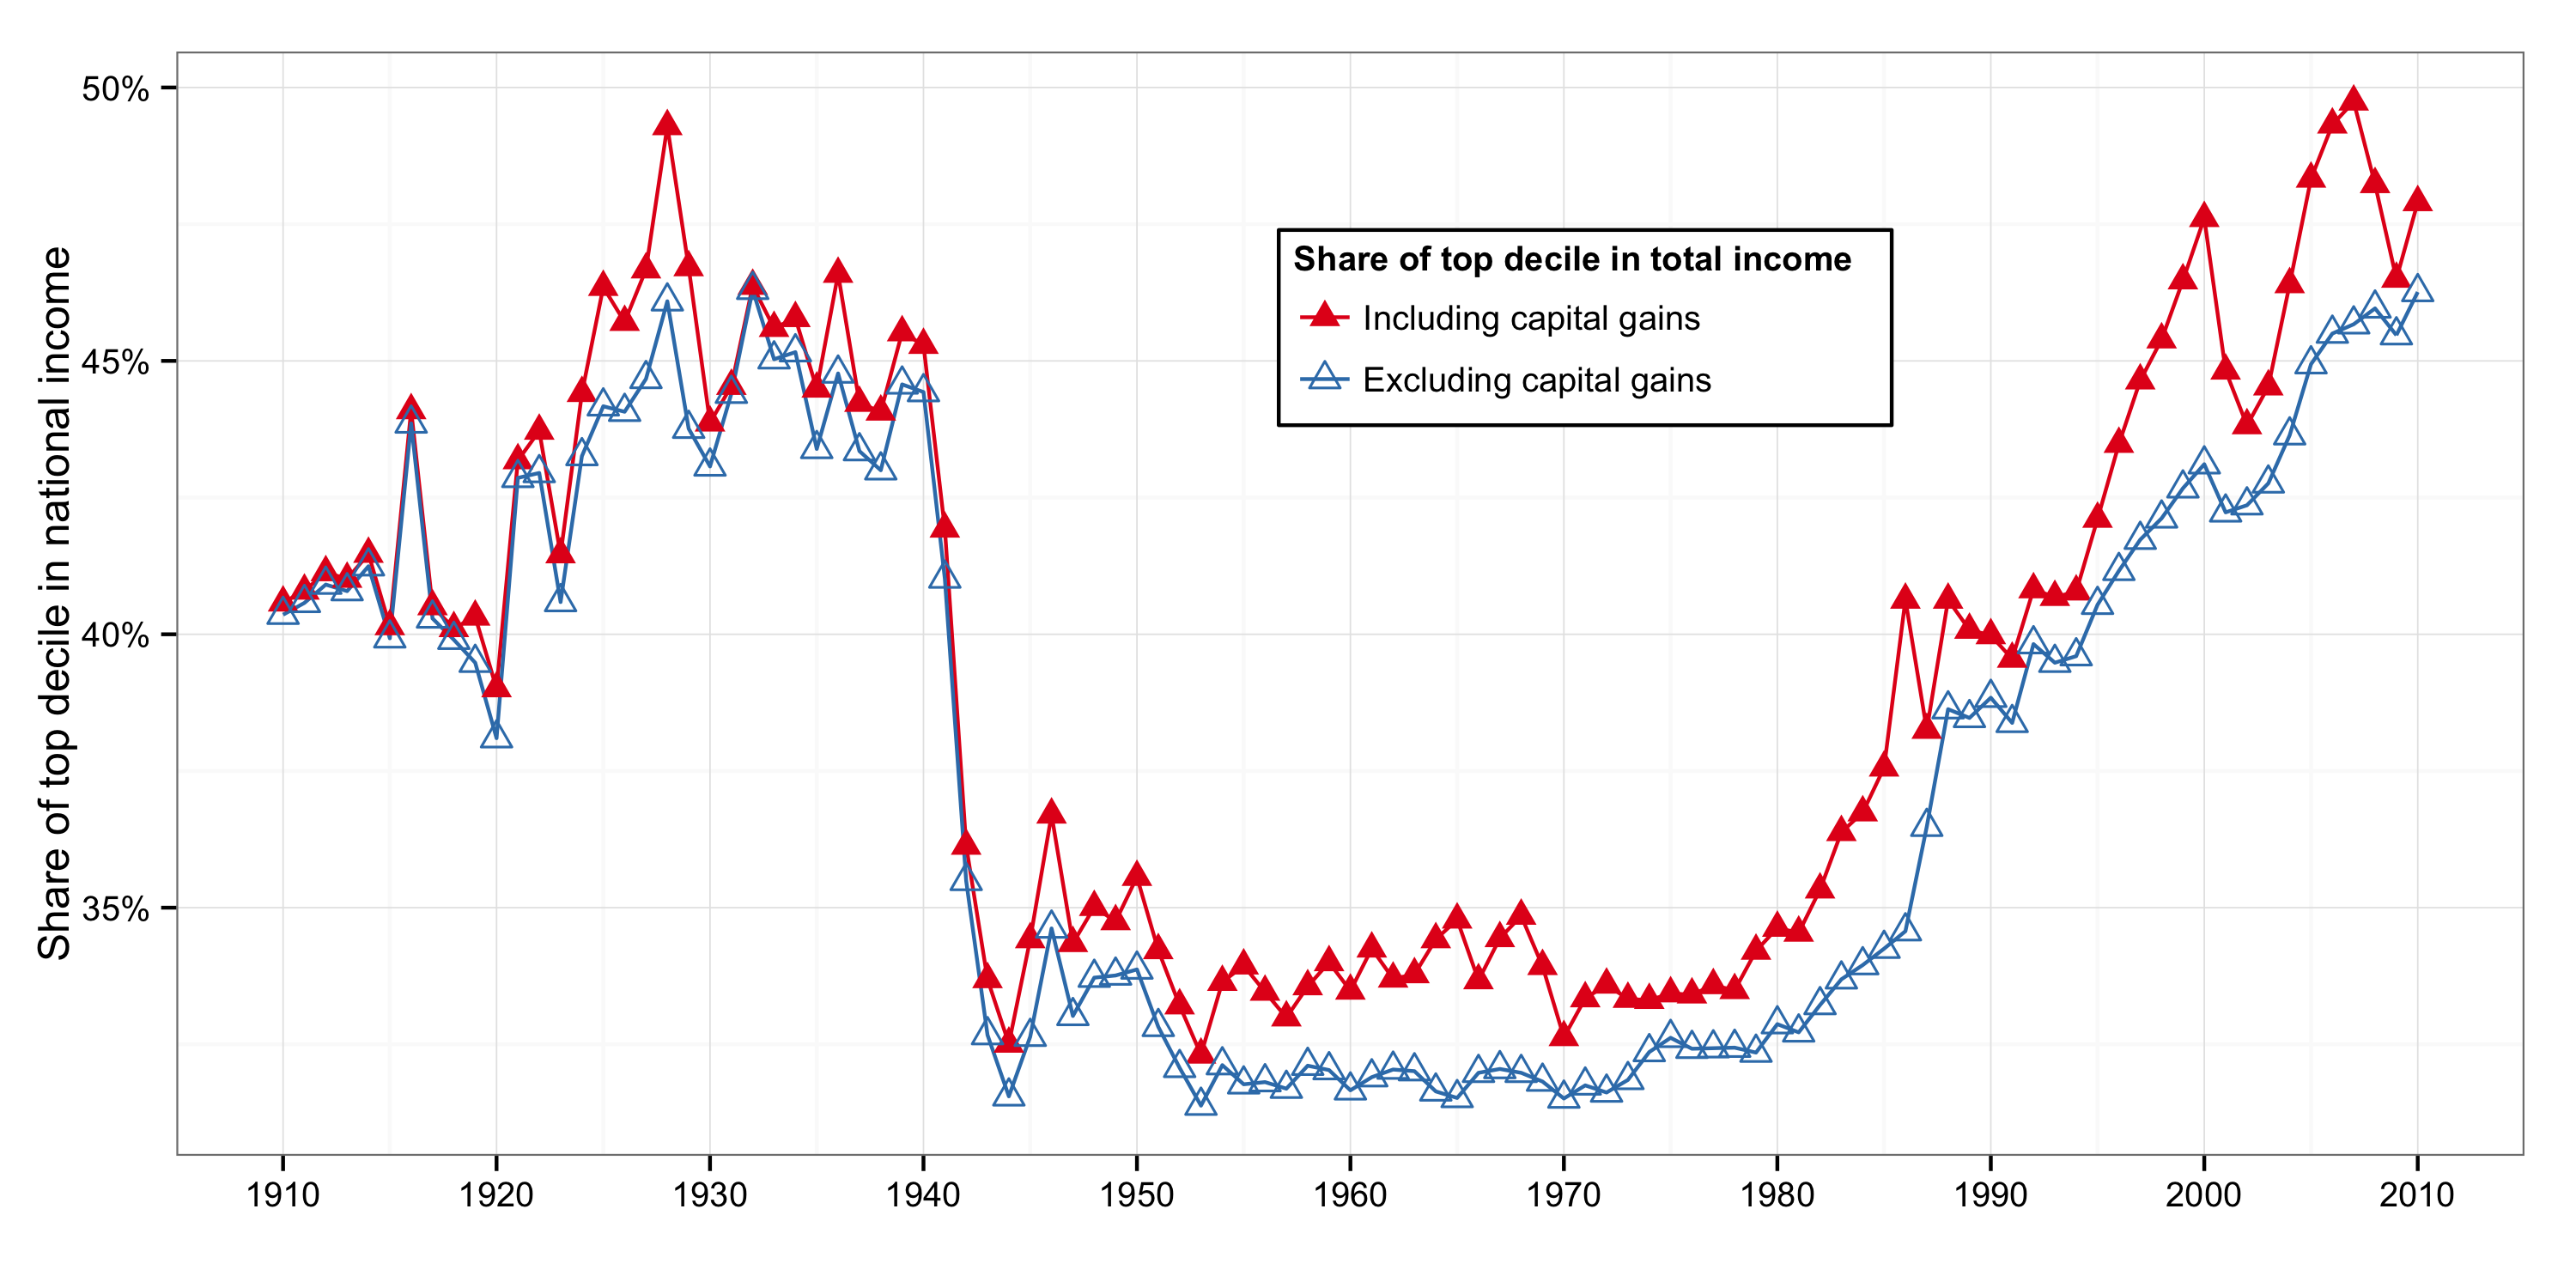 Share of top decile in national income
50%
45%
40%
35%
Share of top decile in total income
Including capital gains
Excluding capital gains
1910 1920 1930 1940 1950 1960 1970 1980 1990 2000 2010